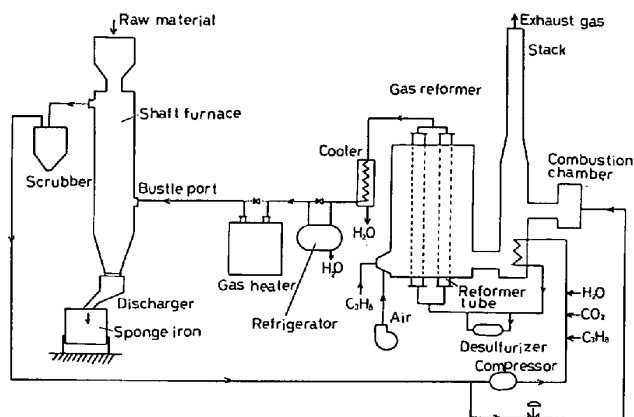 Raw material
Exhaust gas
Stack
Gas reformer
Shaft furnace
Combustion
chamber
Cooler
Scrubber
Bustle port
H₂O
H₂O
Gas heater
Refrigerator
C₃H₈
Air
Reformer
tube
H₂O
CO₂
C₃H₈
Discharger
Sponge iron
Desulfurizer
Compressor